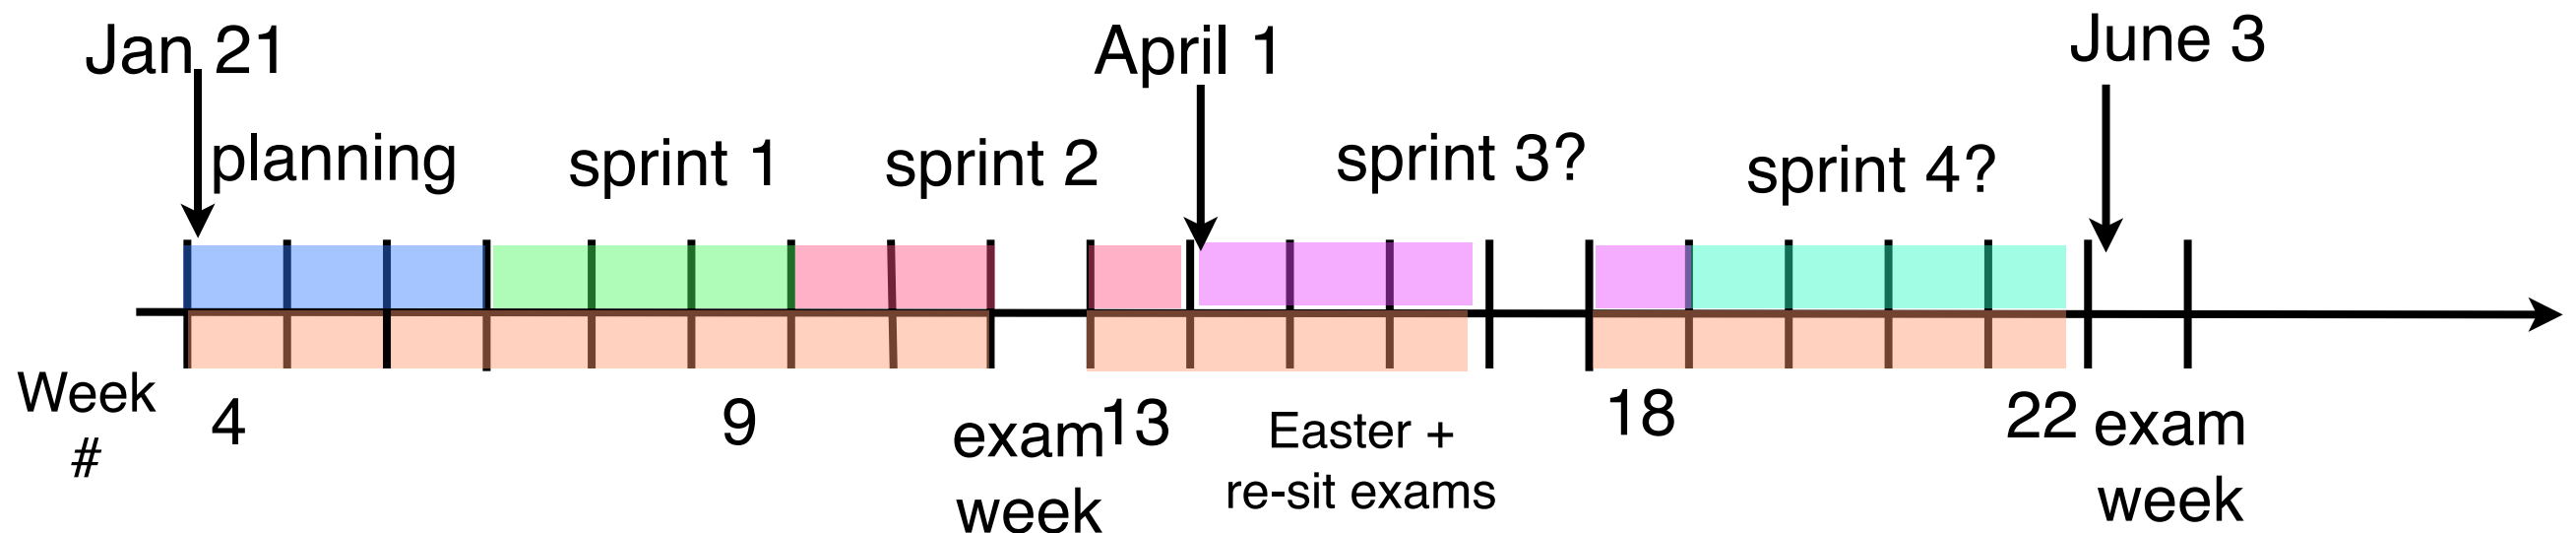 Jan 21
April 1
June 3
planning
sprint 1
sprint 2
sprint 3?
sprint 4?
Week
#
4
9
exam
week
13
Easter +
re-sit exams
18
22
exam
week